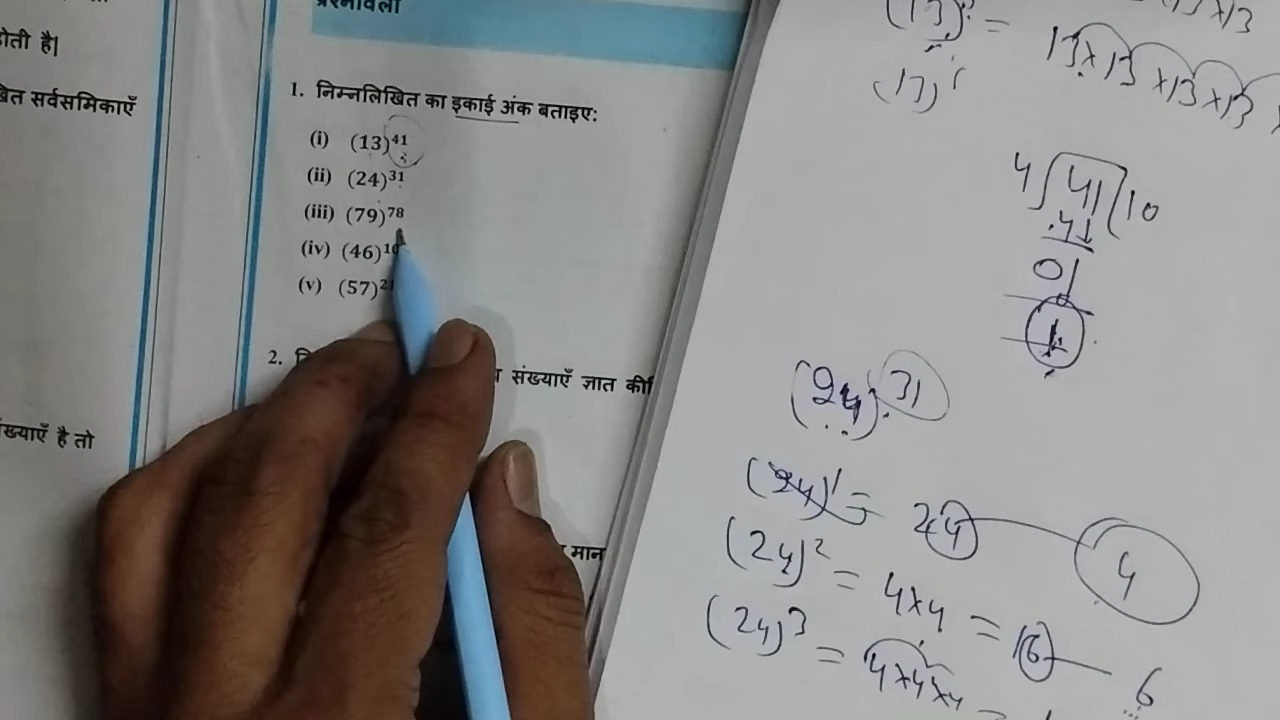 प्रश्नावली
होती है|
सर्वसमिकाएँ
1. निम्नलिखित का इकाई अंक बताइए:
(i) (13)⁴¹
(ii) (24)³¹
(iii) (79)⁷⁸
(iv) (46)
(v) (57)
2.
संख्याएँ ज्ञात
है तो
मान
13×13
(13) =
13×13×13×13
4 41 10
4
01
1
(24)³¹
(24)¹ = 24 4
(24)² = 4×4 = 16 6
(24)³ = 4×4×4
=